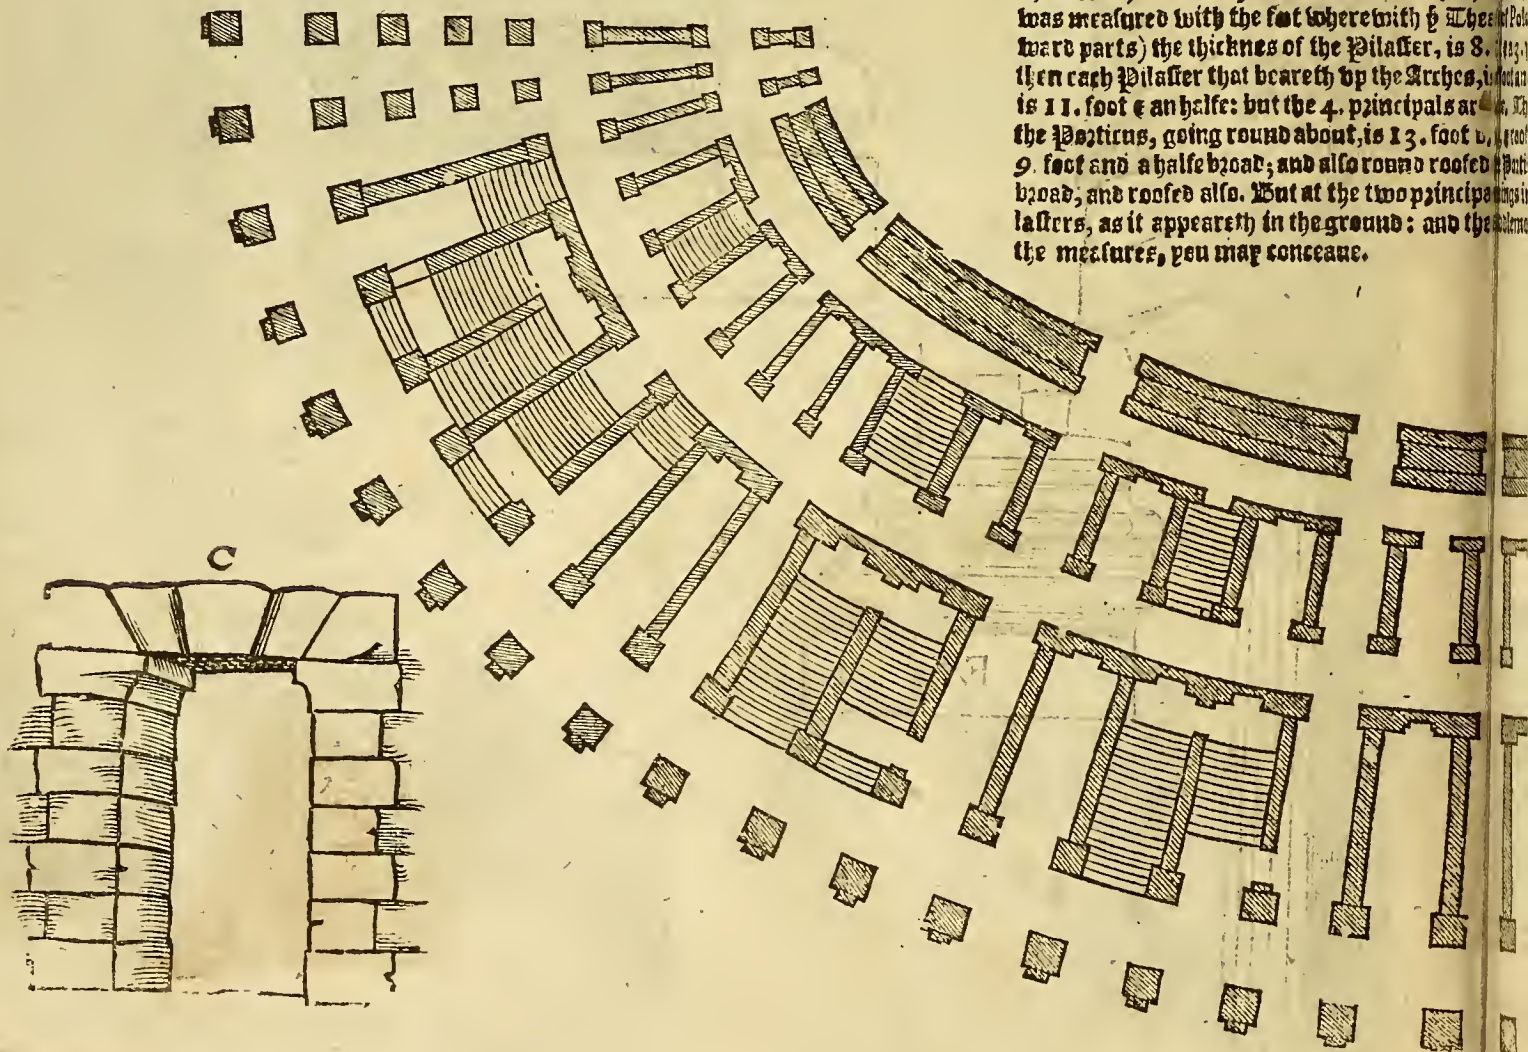 was meaſured with the fut wherewith þͤ Thea
ward parts) the thicknes of the Pilaſter, is 8.
then each Pilaſter that beareth vp the Arches, i
is 11. foot & an halfe: but the 4. principals ar
the Porticus, going round about, is 13. foot
9. foot and a halfe broad; and alſo round roofed
broad, and roofed alſo. But at the two principa
laſters, as it appeareth in the ground: and the
the meaſures, you may conceaue.
C